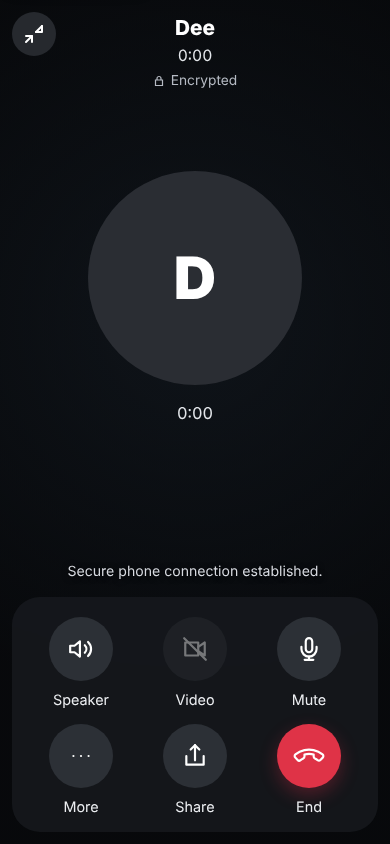 Dee
0:00
Encrypted
D
0:00
Secure phone connection established.
Speaker
Video
Mute
More
Share
End